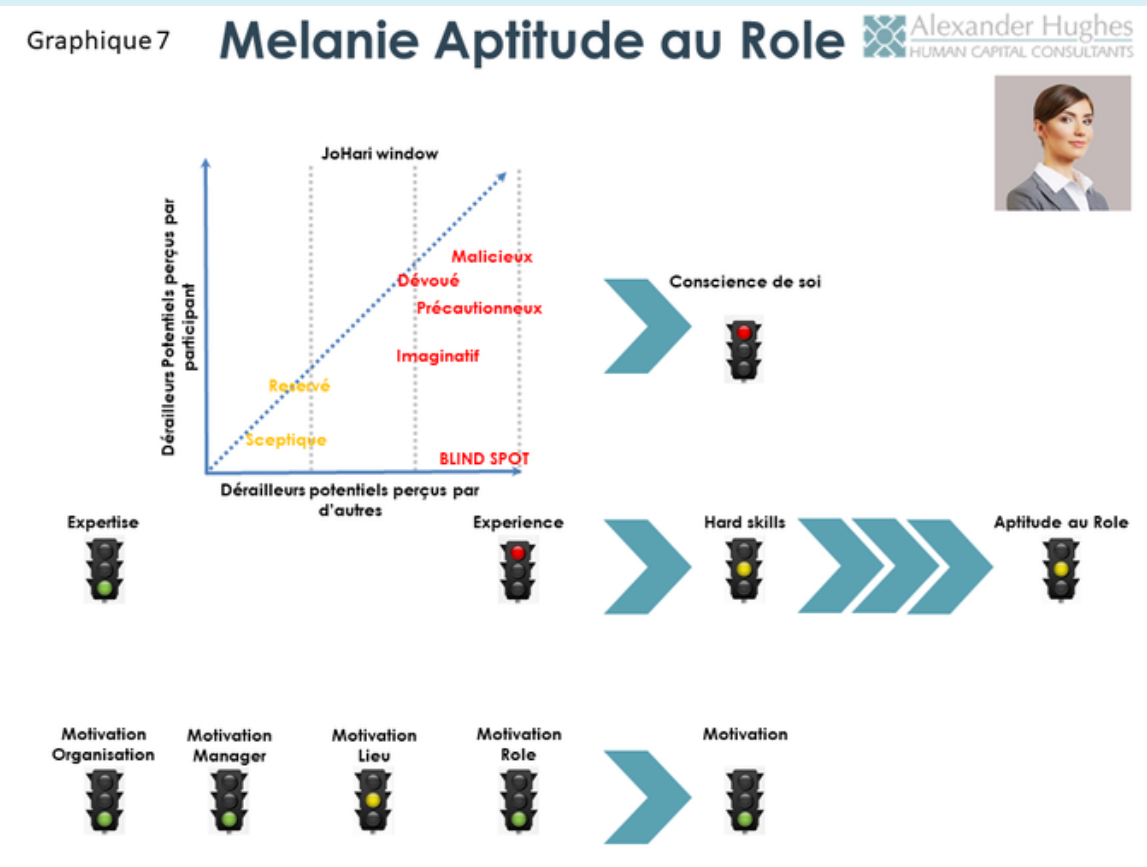 Graphique 7
Melanie Aptitude au Role
Alexander Hughes
HUMAN CAPITAL CONSULTANTS
JoHari window
Dérailleurs Potentiels perçus par
participant
Malicieux
Dévoué
Précautionneux
Imaginatif
Reservé
Sceptique
BLIND SPOT
Dérailleurs potentiels perçus par
d'autres
Conscience de soi
Expertise
Experience
Hard skills
Aptitude au Role
Motivation
Organisation
Motivation
Manager
Motivation
Lieu
Motivation
Role
Motivation